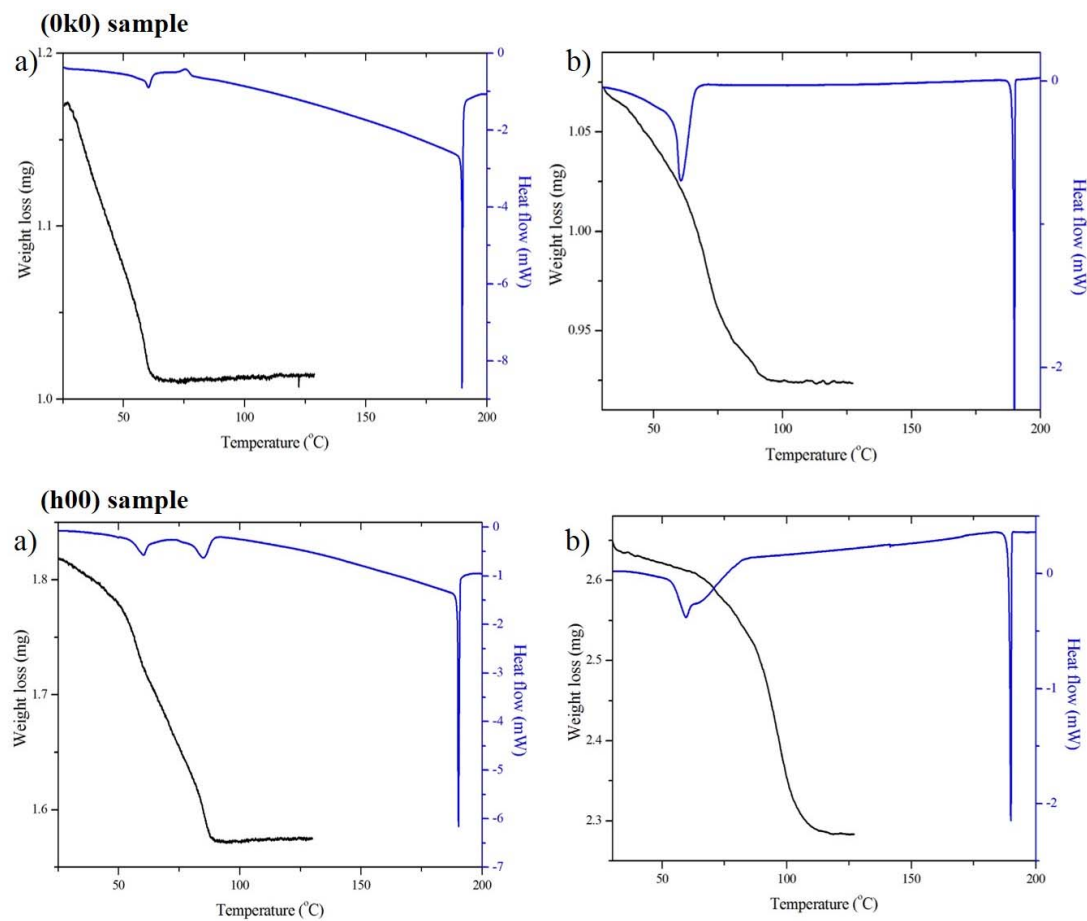 (0k0) sample
a)
1.2
1.1
1.0
Weight loss (mg)
0
-2
-4
-6
-8
Heat flow (mW)
50
100
150
200
Temperature (°C)
b)
1.05
1.00
0.95
Weight loss (mg)
0
-2
Heat flow (mW)
50
100
150
200
Temperature (°C)
(h00) sample
a)
1.8
1.7
1.6
Weight loss (mg)
0
-1
-2
-3
-4
-5
-6
-7
Heat flow (mW)
50
100
150
200
Temperature (°C)
b)
2.6
2.5
2.4
2.3
Weight loss (mg)
0
-1
-2
Heat flow (mW)
50
100
150
200
Temperature (°C)